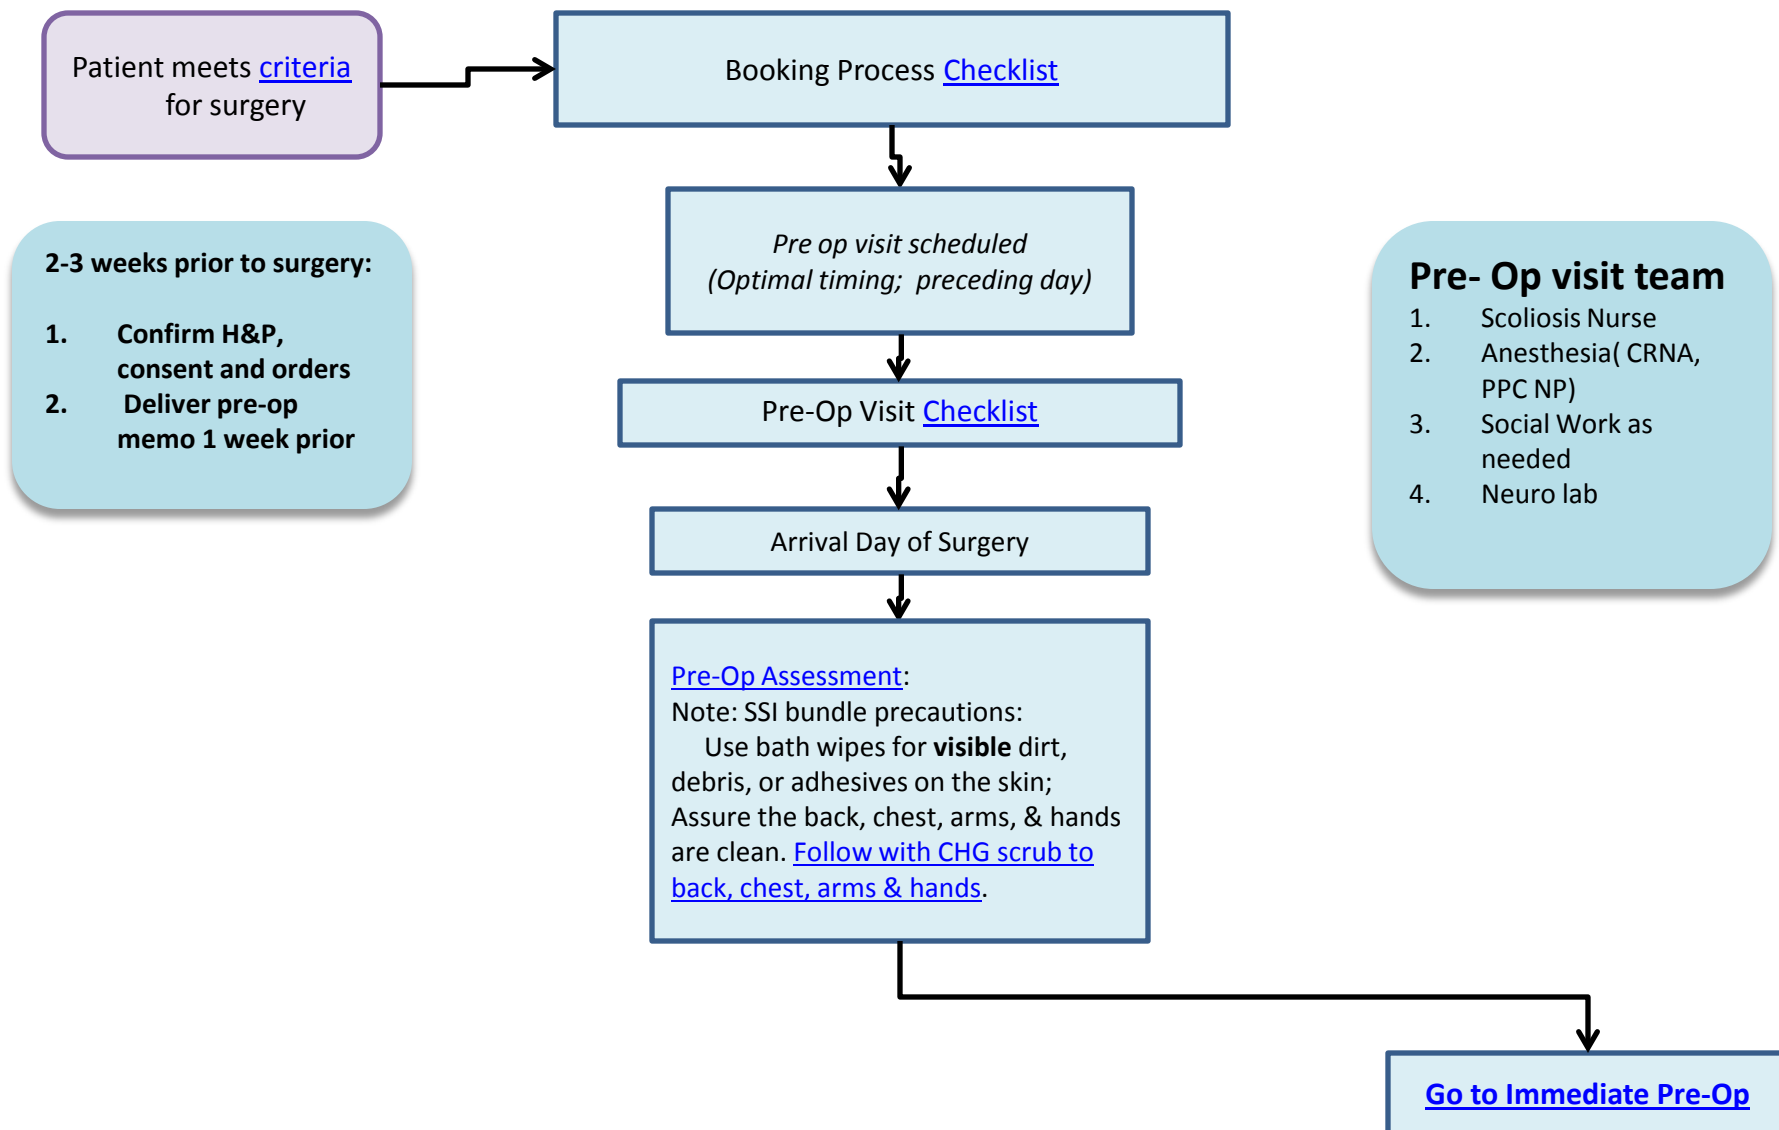 Patient meets criteria
for surgery
Booking Process Checklist
Pre op visit scheduled
(Optimal timing;  preceding day)
2-3 weeks prior to surgery:
1. Confirm H&P,
consent and orders
2. Deliver pre-op
memo 1 week prior
Pre- Op visit team
1. Scoliosis Nurse
2. Anesthesia( CRNA,
PPC NP)
3. Social Work as
needed
4. Neuro lab
Pre-Op Visit Checklist
Arrival Day of Surgery
Pre-Op Assessment:
Note: SSI bundle precautions:
Use bath wipes for visible dirt,
debris, or adhesives on the skin;
Assure the back, chest, arms, & hands
are clean. Follow with CHG scrub to
back, chest, arms & hands.
Go to Immediate Pre-Op